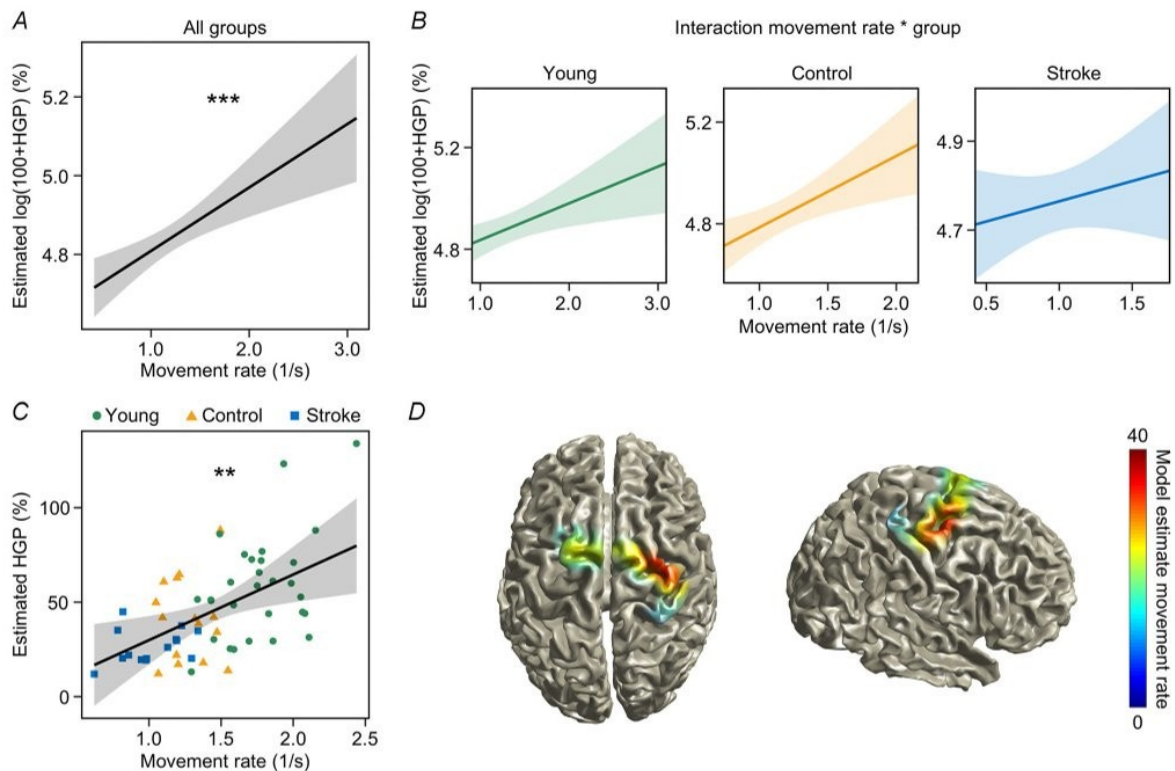 A
All groups
Estimated log(100+HGP) (%)
5.2
5.0
4.8
***
1.0 2.0 3.0
Movement rate (1/s)
B
Interaction movement rate * group
Young
Control
Stroke
Estimated log(100+HGP) (%)
5.2
4.8
1.0 2.0 3.0
5.2
4.8
1.0 1.5 2.0
4.9
4.7
0.5 1.0 1.5
Movement rate (1/s)
C
Young Control Stroke
Estimated HGP (%)
100
50
0
**
1.0 1.5 2.0 2.5
Movement rate (1/s)
D
40
Model estimate movement rate
0